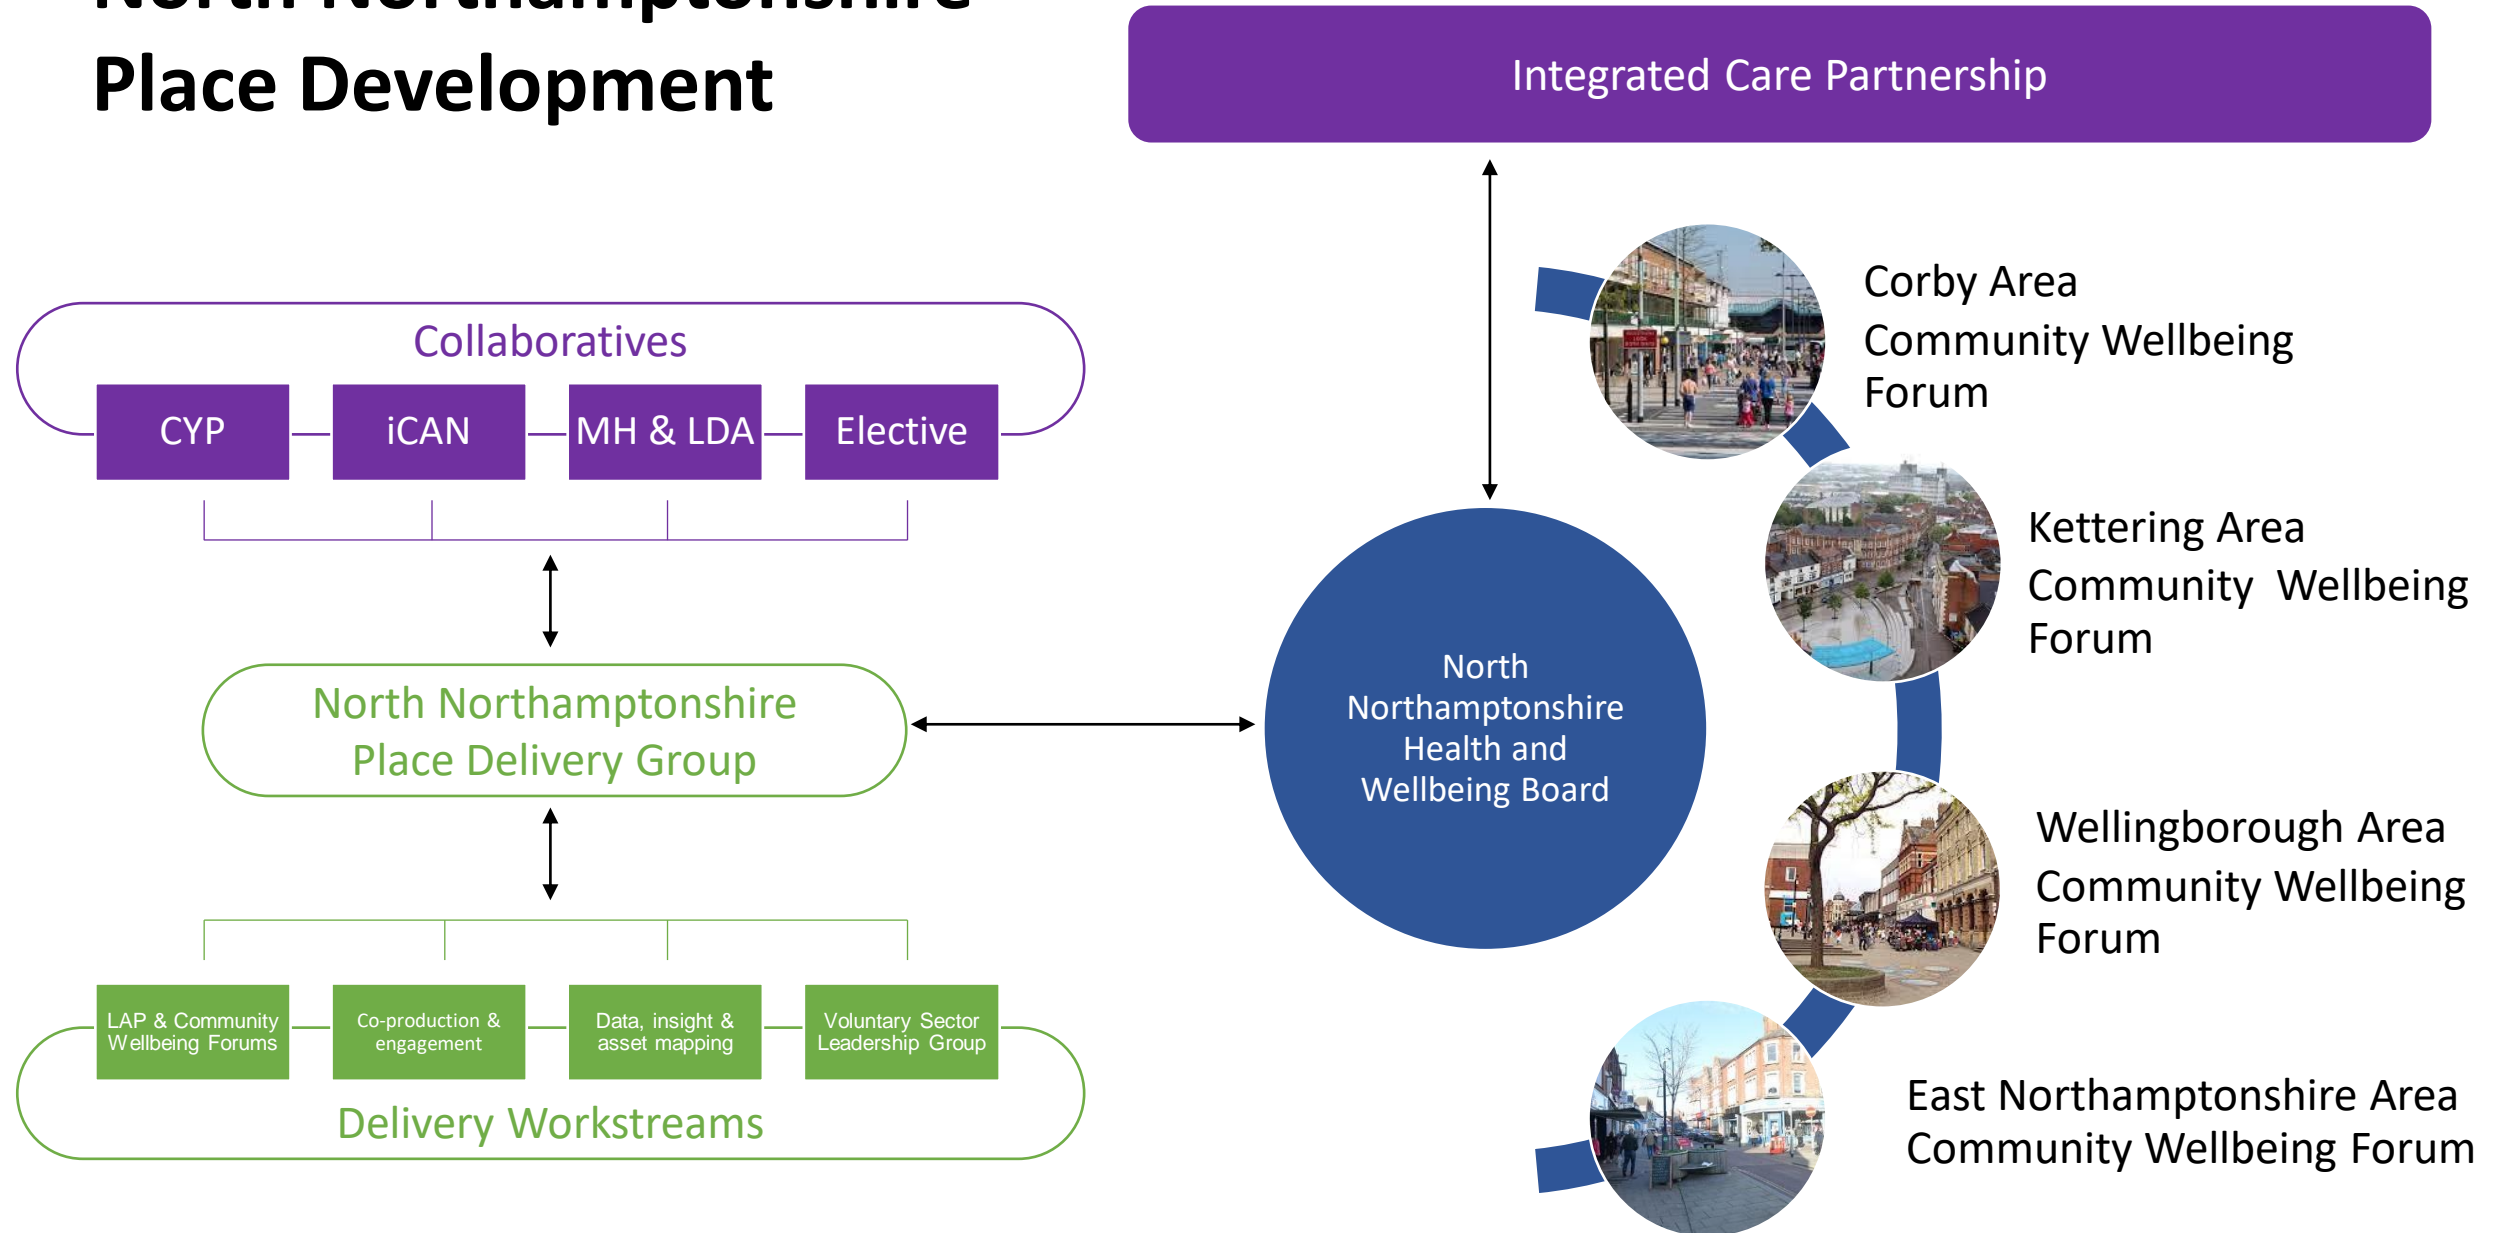 North Northamptonshire
Place Development
Integrated Care Partnership
Collaboratives
CYP
iCAN
MH & LDA
Elective
North Northamptonshire
Place Delivery Group
LAP & Community
Wellbeing Forums
Co-production &
engagement
Data, insight &
asset mapping
Voluntary Sector
Leadership Group
Delivery Workstreams
North
Northamptonshire
Health and
Wellbeing Board
Corby Area
Community Wellbeing
Forum
Kettering Area
Community  Wellbeing
Forum
Wellingborough Area
Community Wellbeing
Forum
East Northamptonshire Area
Community Wellbeing Forum